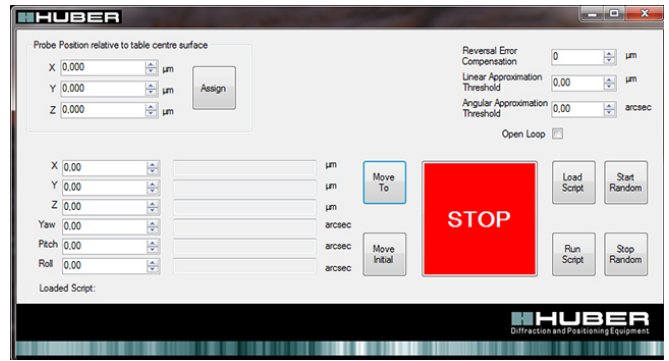 HUBER
Probe Position relative to table centre surface
X 0,000 µm
Y 0,000 µm
Z 0,000 µm
Assign
Reversal Error Compensation 0 µm
Linear Approximation Threshold 0,00 µm
Angular Approximation Threshold 0,00 arcsec
Open Loop
X 0,00 µm
Y 0,00 µm
Z 0,00 µm
Yaw 0,00 arcsec
Pitch 0,00 arcsec
Roll 0,00 arcsec
Move To
Move Initial
STOP
Load Script
Start Random
Run Script
Stop Random
Loaded Script:
HUBER
Diffraction and Positioning Equipment